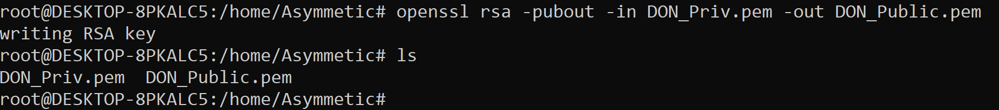 root@DESKTOP-8PKALC5:/home/Asymmetic# openssl rsa -pubout -in DON_Priv.pem -out DON_Public.pem
writing RSA key
root@DESKTOP-8PKALC5:/home/Asymmetic# ls
DON_Priv.pem  DON_Public.pem
root@DESKTOP-8PKALC5:/home/Asymmetic#